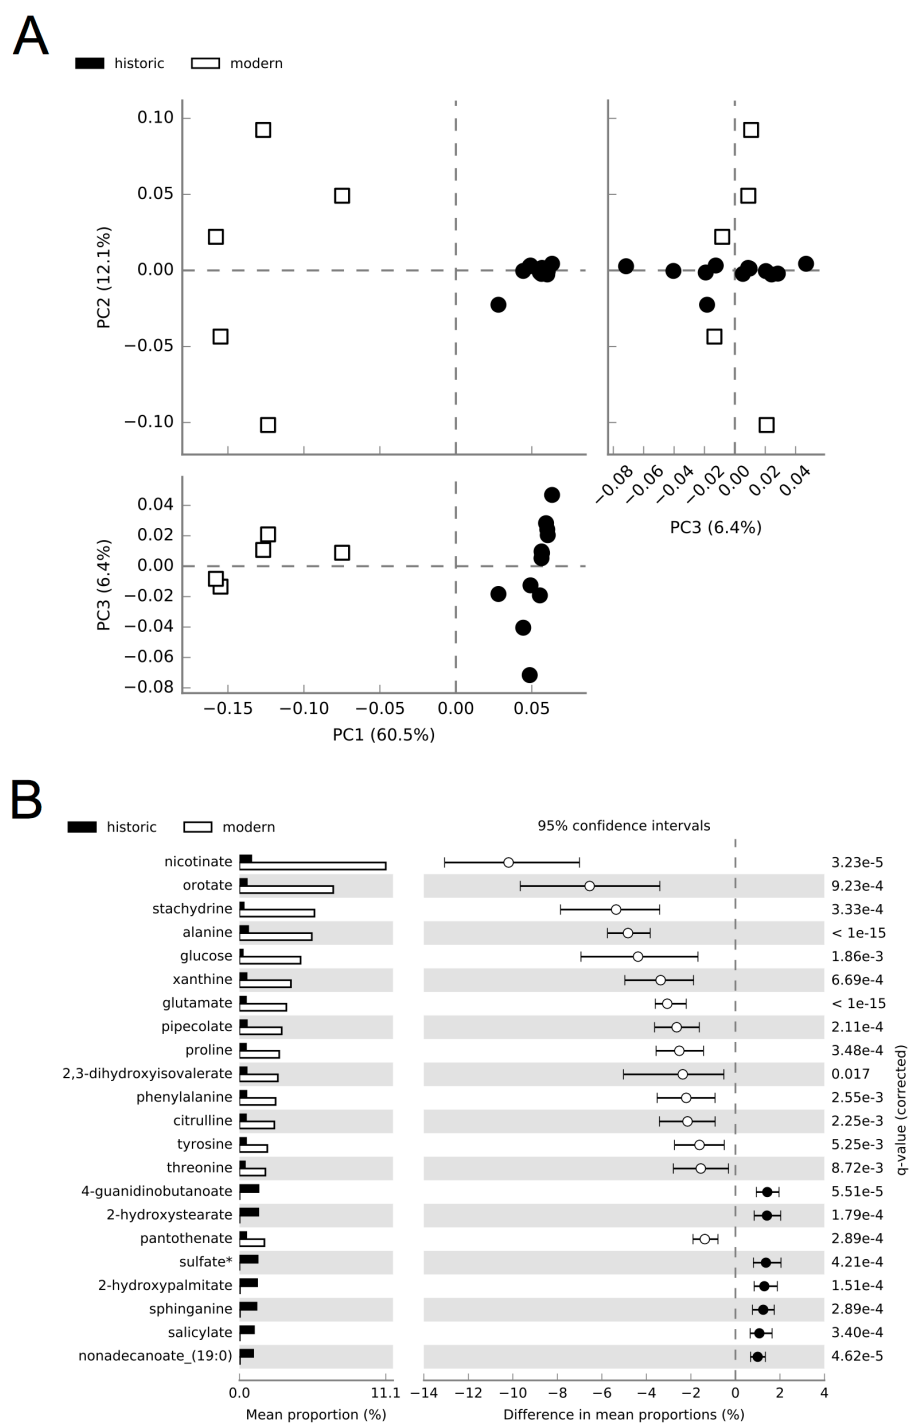 A
historic modern
0.10
0.05
0.00
−0.05
−0.10
PC2 (12.1%)
−0.08 −0.06 −0.04 −0.02 0.00 0.02 0.04
PC3 (6.4%)
0.04
0.02
0.00
−0.02
−0.04
−0.06
−0.08
PC3 (6.4%)
−0.15 −0.10 −0.05 0.00 0.05
PC1 (60.5%)
B
historic modern 95% confidence intervals
nicotinate 3.23e-5
orotate 9.23e-4
stachydrine 3.33e-4
alanine < 1e-15
glucose 1.86e-3
xanthine 6.69e-4
glutamate < 1e-15
pipecolate 2.11e-4
proline 3.48e-4
2,3-dihydroxyisovalerate 0.017
phenylalanine 2.55e-3
citrulline 2.25e-3
tyrosine 5.25e-3
threonine 8.72e-3
4-guanidinobutanoate 5.51e-5
2-hydroxystearate 1.79e-4
pantothenate 2.89e-4
sulfate* 4.21e-4
2-hydroxypalmitate 1.51e-4
sphinganine 2.89e-4
salicylate 3.40e-4
nonadecanoate_(19:0) 4.62e-5
q-value (corrected)
0.0 11.1 −14 −12 −10 −8 −6 −4 −2 0 2 4
Mean proportion (%) Difference in mean proportions (%)